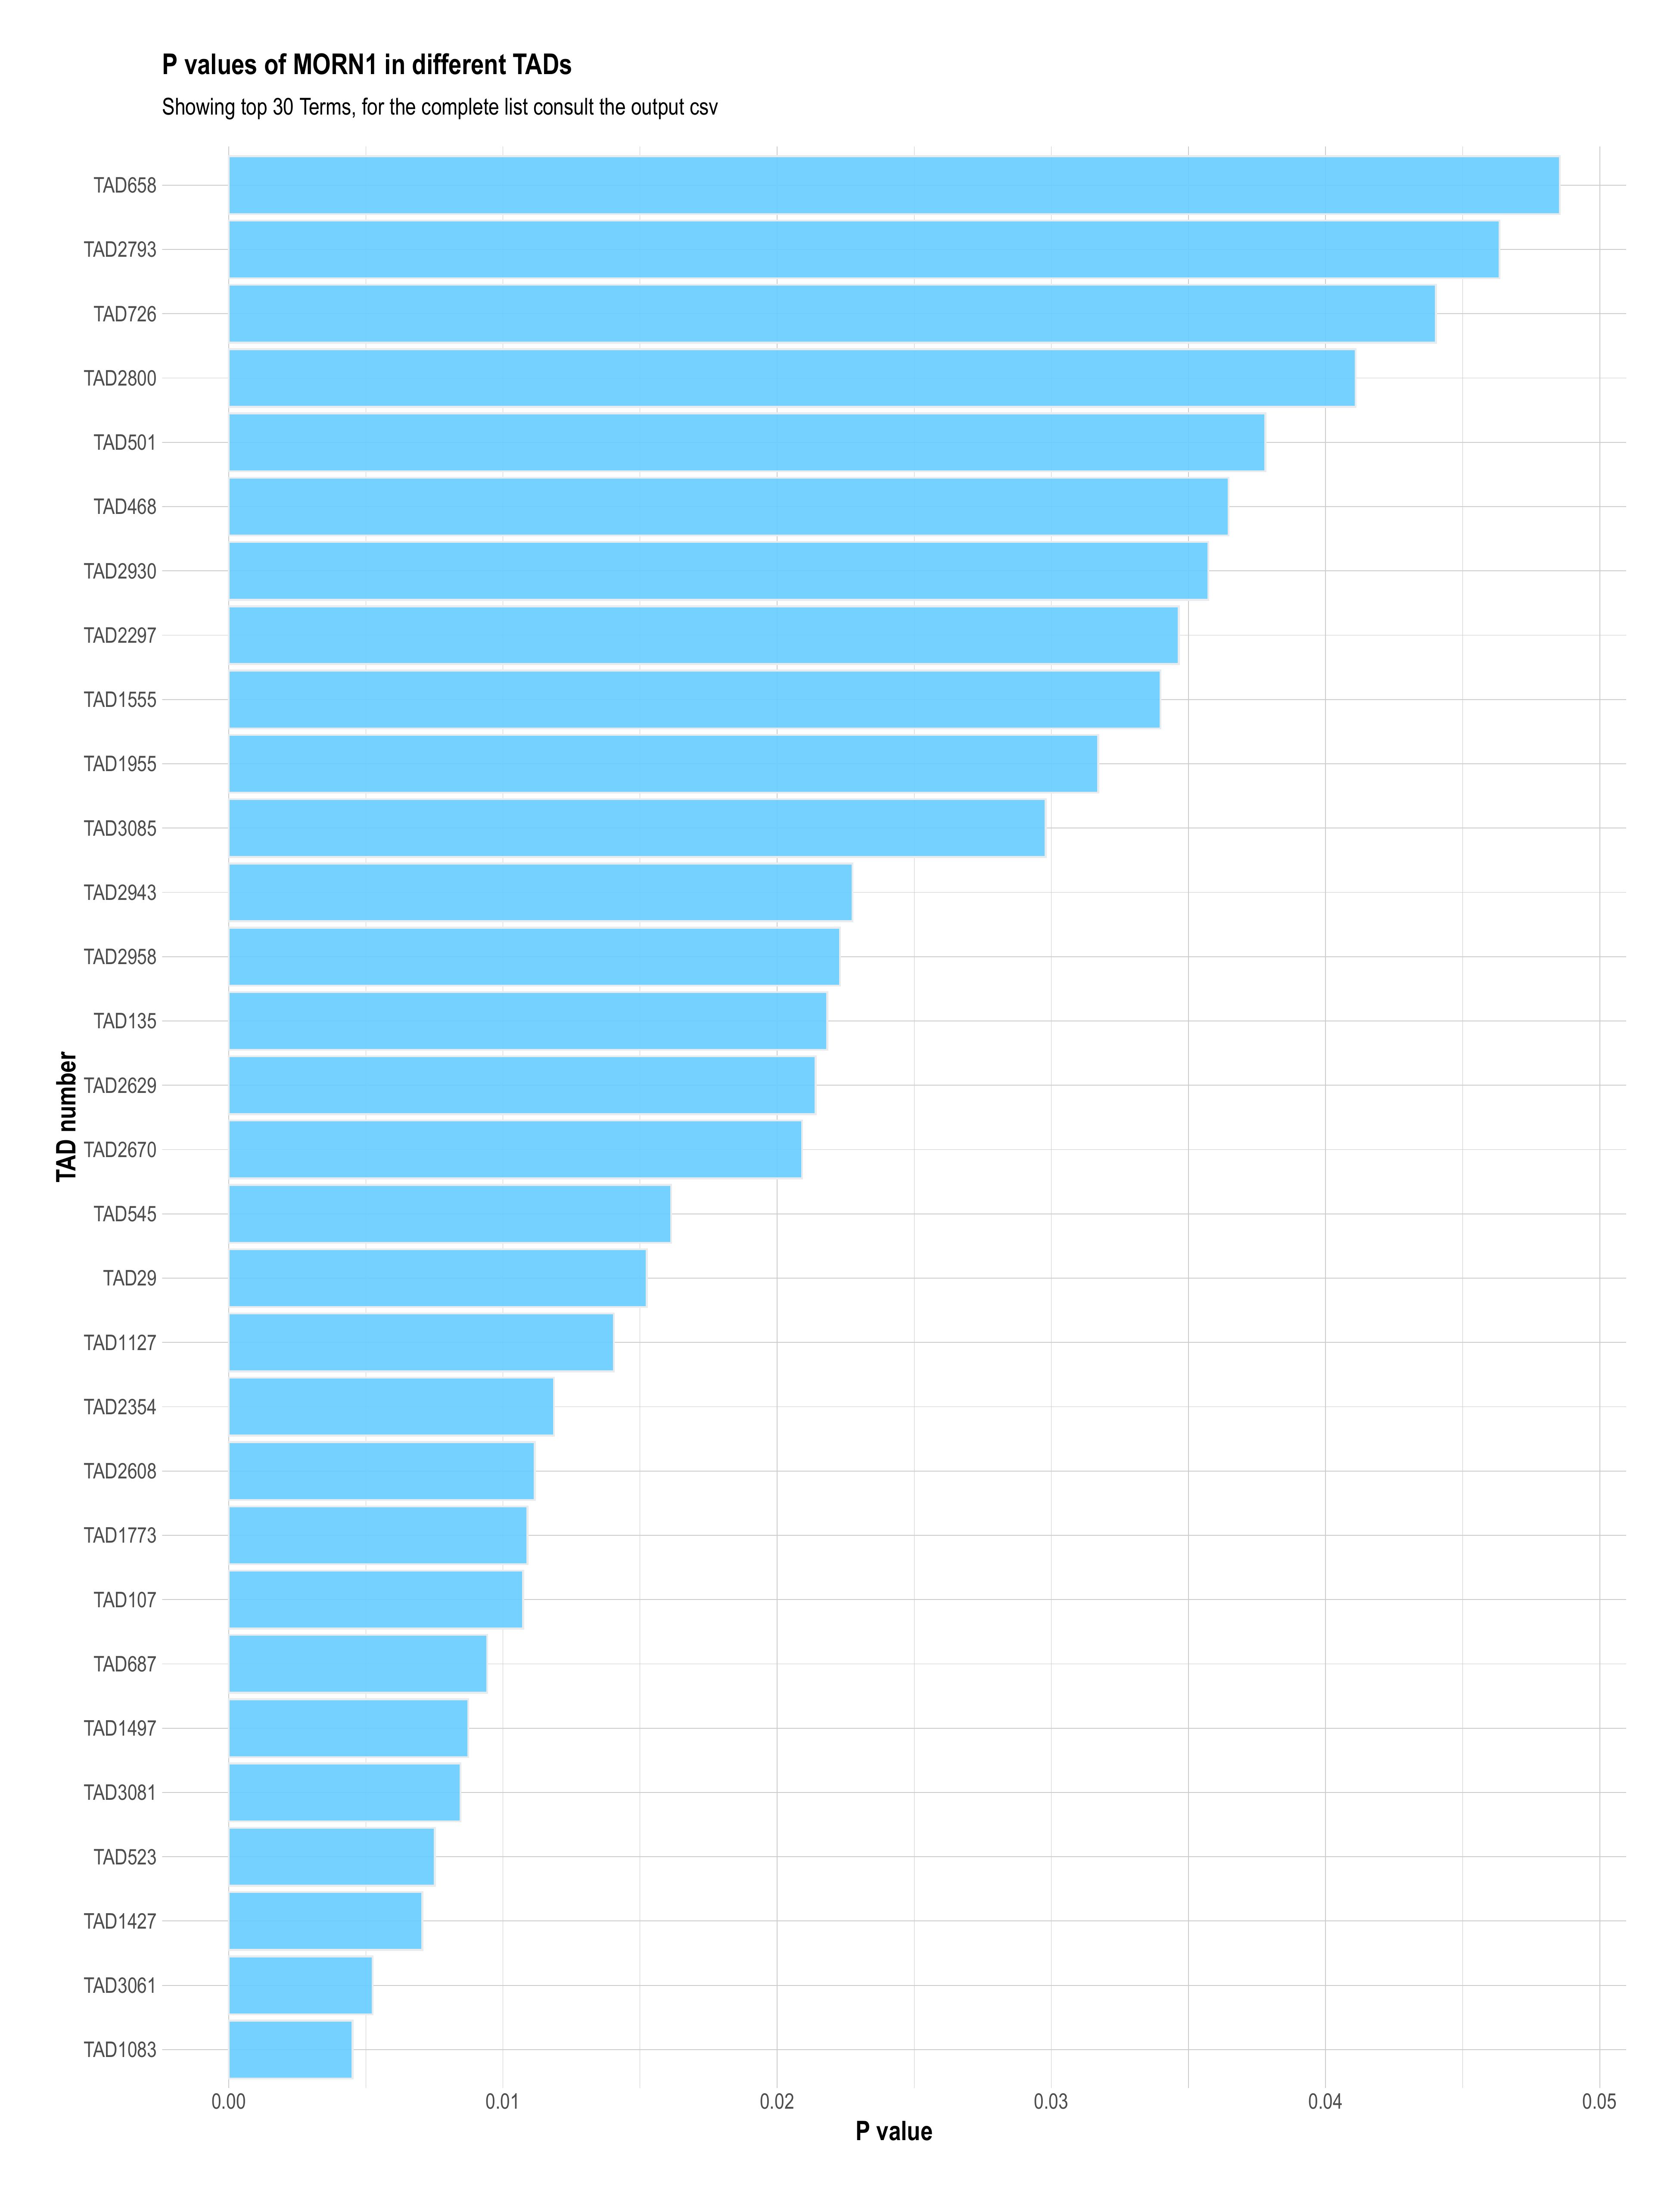 P values of MORN1 in different TADs
Showing top 30 Terms, for the complete list consult the output csv
TAD658
TAD2793
TAD726
TAD2800
TAD501
TAD468
TAD2930
TAD2297
TAD1555
TAD1955
TAD3085
TAD2943
TAD2958
TAD135
TAD2629
TAD2670
TAD545
TAD29
TAD1127
TAD2354
TAD2608
TAD1773
TAD107
TAD687
TAD1497
TAD3081
TAD523
TAD1427
TAD3061
TAD1083
TAD number
0.00 0.01 0.02 0.03 0.04 0.05
P value